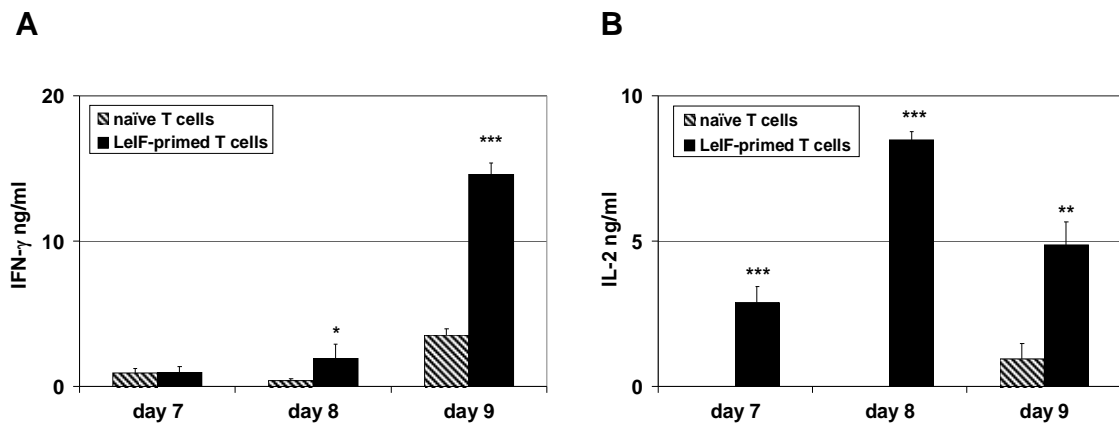 A
IFN-γ ng/ml
20
10
0
naïve T cells
LeIF-primed T cells
*
***
day 7
day 8
day 9
B
IL-2 ng/ml
10
5
0
naïve T cells
LeIF-primed T cells
***
***
**
day 7
day 8
day 9